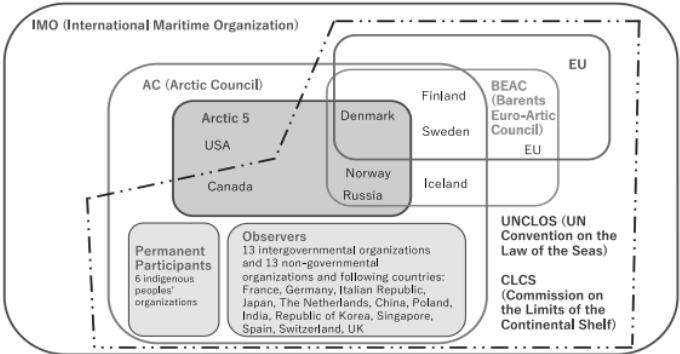 IMO (International Maritime Organization)
EU
AC (Arctic Council)
BEAC
(Barents
Euro-Artic
Council)
EU
Finland
Sweden
Iceland
Arctic 5
USA
Canada
Denmark
Norway
Russia
Permanent
Participants
6 indigenous
peoples'
organizations
Observers
13 intergovernmental organizations
and 13 non-governmental
organizations and following countries:
France, Germany, Italian Republic,
Japan, The Netherlands, China, Poland,
India, Republic of Korea, Singapore,
Spain, Switzerland, UK
UNCLOS (UN
Convention on the
Law of the Seas)
CLCS
(Commission on
the Limits of the
Continental Shelf)